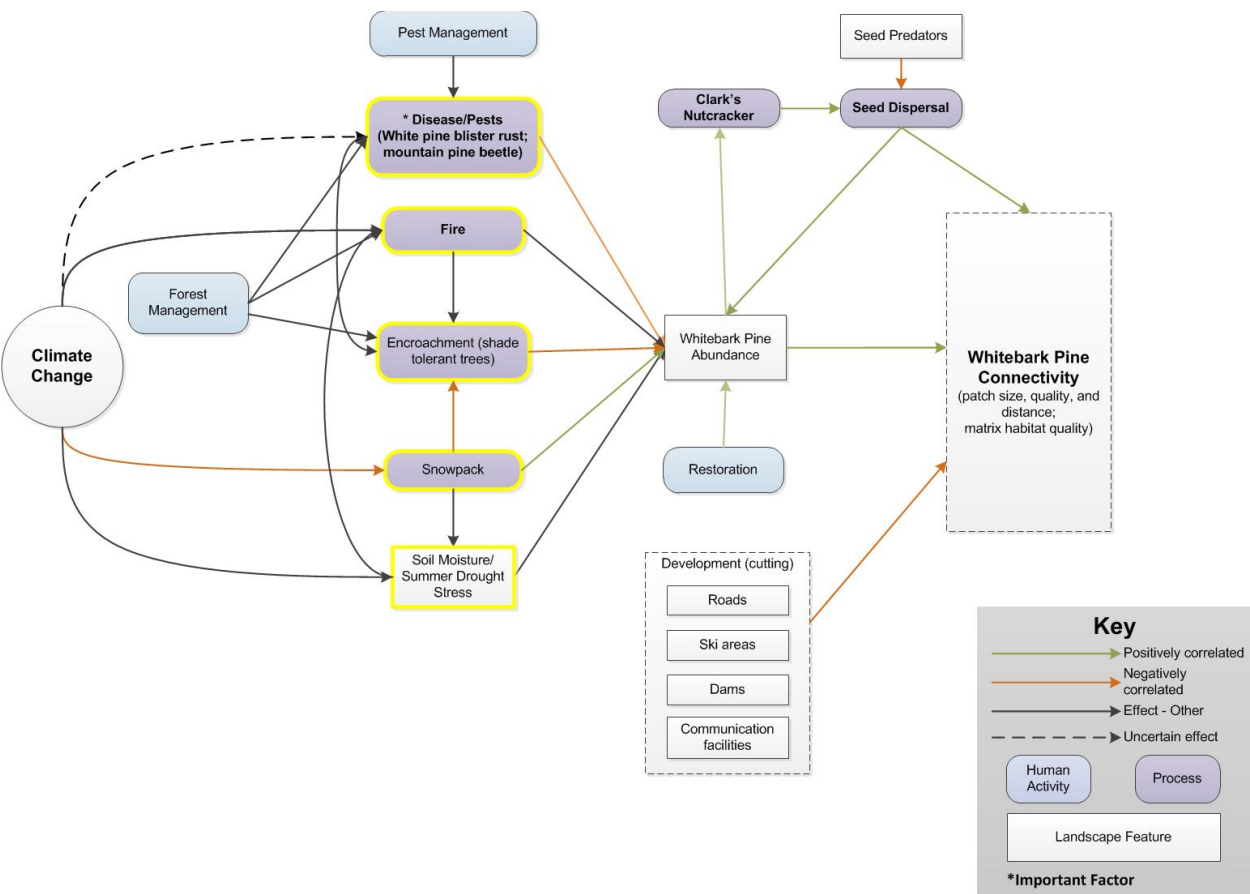 Pest Management
Seed Predators
Clark's
Nutcracker
Seed Dispersal
* Disease/Pests
(White pine blister rust;
mountain pine beetle)
Fire
Forest
Management
Encroachment (shade
tolerant trees)
Climate
Change
Whitebark Pine
Abundance
Whitebark Pine
Connectivity
(patch size, quality, and
distance;
matrix habitat quality)
Snowpack
Restoration
Soil Moisture/
Summer Drought
Stress
Development (cutting)
Roads
Ski areas
Dams
Communication
facilities
Key
Positively correlated
Negatively
correlated
Effect - Other
Uncertain effect
Human
Activity
Process
Landscape Feature
*Important Factor